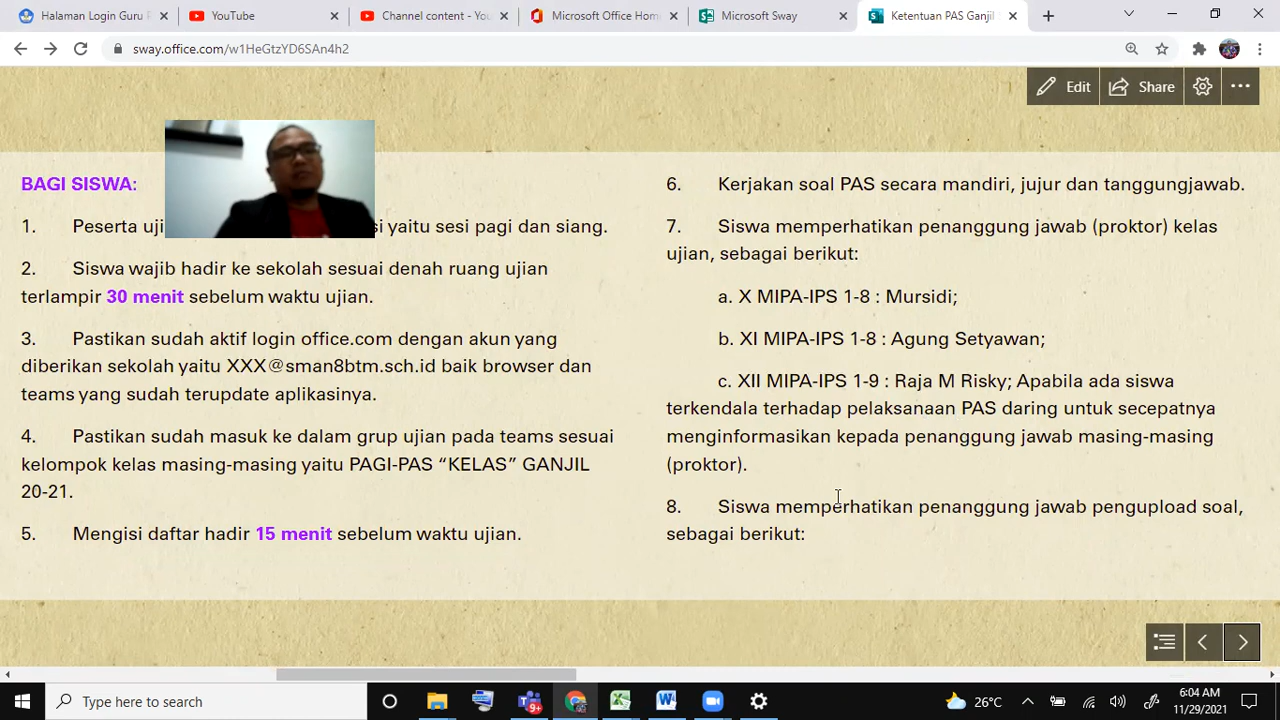 Halaman Login Guru P
YouTube
Channel content - You
Microsoft Office Hom
Microsoft Sway
Ketentuan PAS Ganjil
sway.office.com/w1HeGtzYD6SAn4h2
Edit
Share
BAGI SISWA:
1. Peserta uji si yaitu sesi pagi dan siang.
2. Siswa wajib hadir ke sekolah sesuai denah ruang ujian
terlampir 30 menit sebelum waktu ujian.
3. Pastikan sudah aktif login office.com dengan akun yang
diberikan sekolah yaitu XXX@sman8btm.sch.id baik browser dan
teams yang sudah terupdate aplikasinya.
4. Pastikan sudah masuk ke dalam grup ujian pada teams sesuai
kelompok kelas masing-masing yaitu PAGI-PAS “KELAS” GANJIL
20-21.
5. Mengisi daftar hadir 15 menit sebelum waktu ujian.
6. Kerjakan soal PAS secara mandiri, jujur dan tanggungjawab.
7. Siswa memperhatikan penanggung jawab (proktor) kelas
ujian, sebagai berikut:
a. X MIPA-IPS 1-8 : Mursidi;
b. XI MIPA-IPS 1-8 : Agung Setyawan;
c. XII MIPA-IPS 1-9 : Raja M Risky; Apabila ada siswa
terkendala terhadap pelaksanaan PAS daring untuk secepatnya
menginformasikan kepada penanggung jawab masing-masing
(proktor).
8. Siswa memperhatikan penanggung jawab pengupload soal,
sebagai berikut:
Type here to search
9+
26°C
6:04 AM
11/29/2021